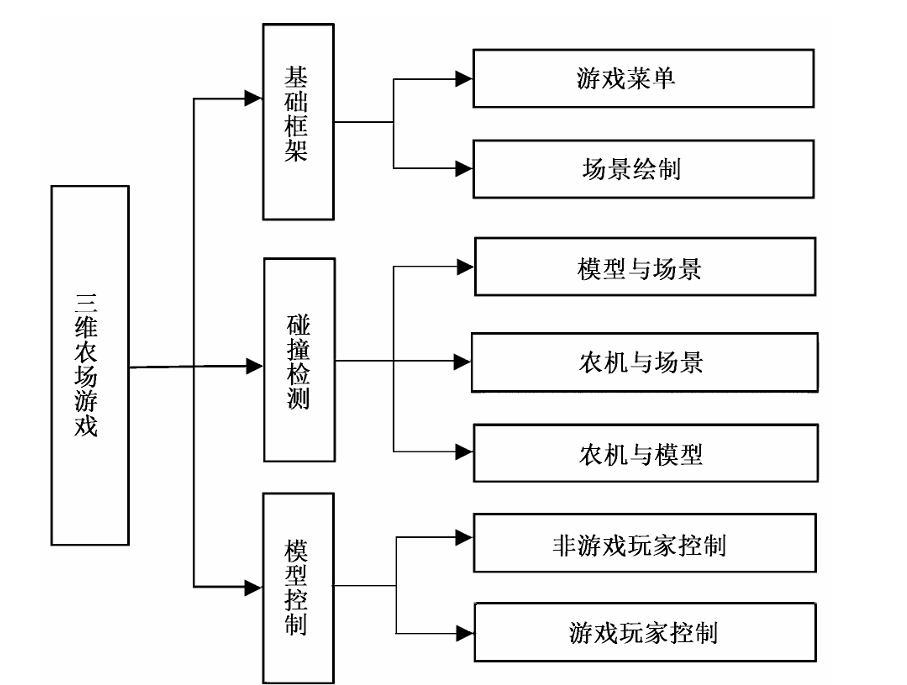 三维农场游戏
基础框架
游戏菜单
场景绘制
碰撞检测
模型与场景
农机与场景
农机与模型
模型控制
非游戏玩家控制
游戏玩家控制